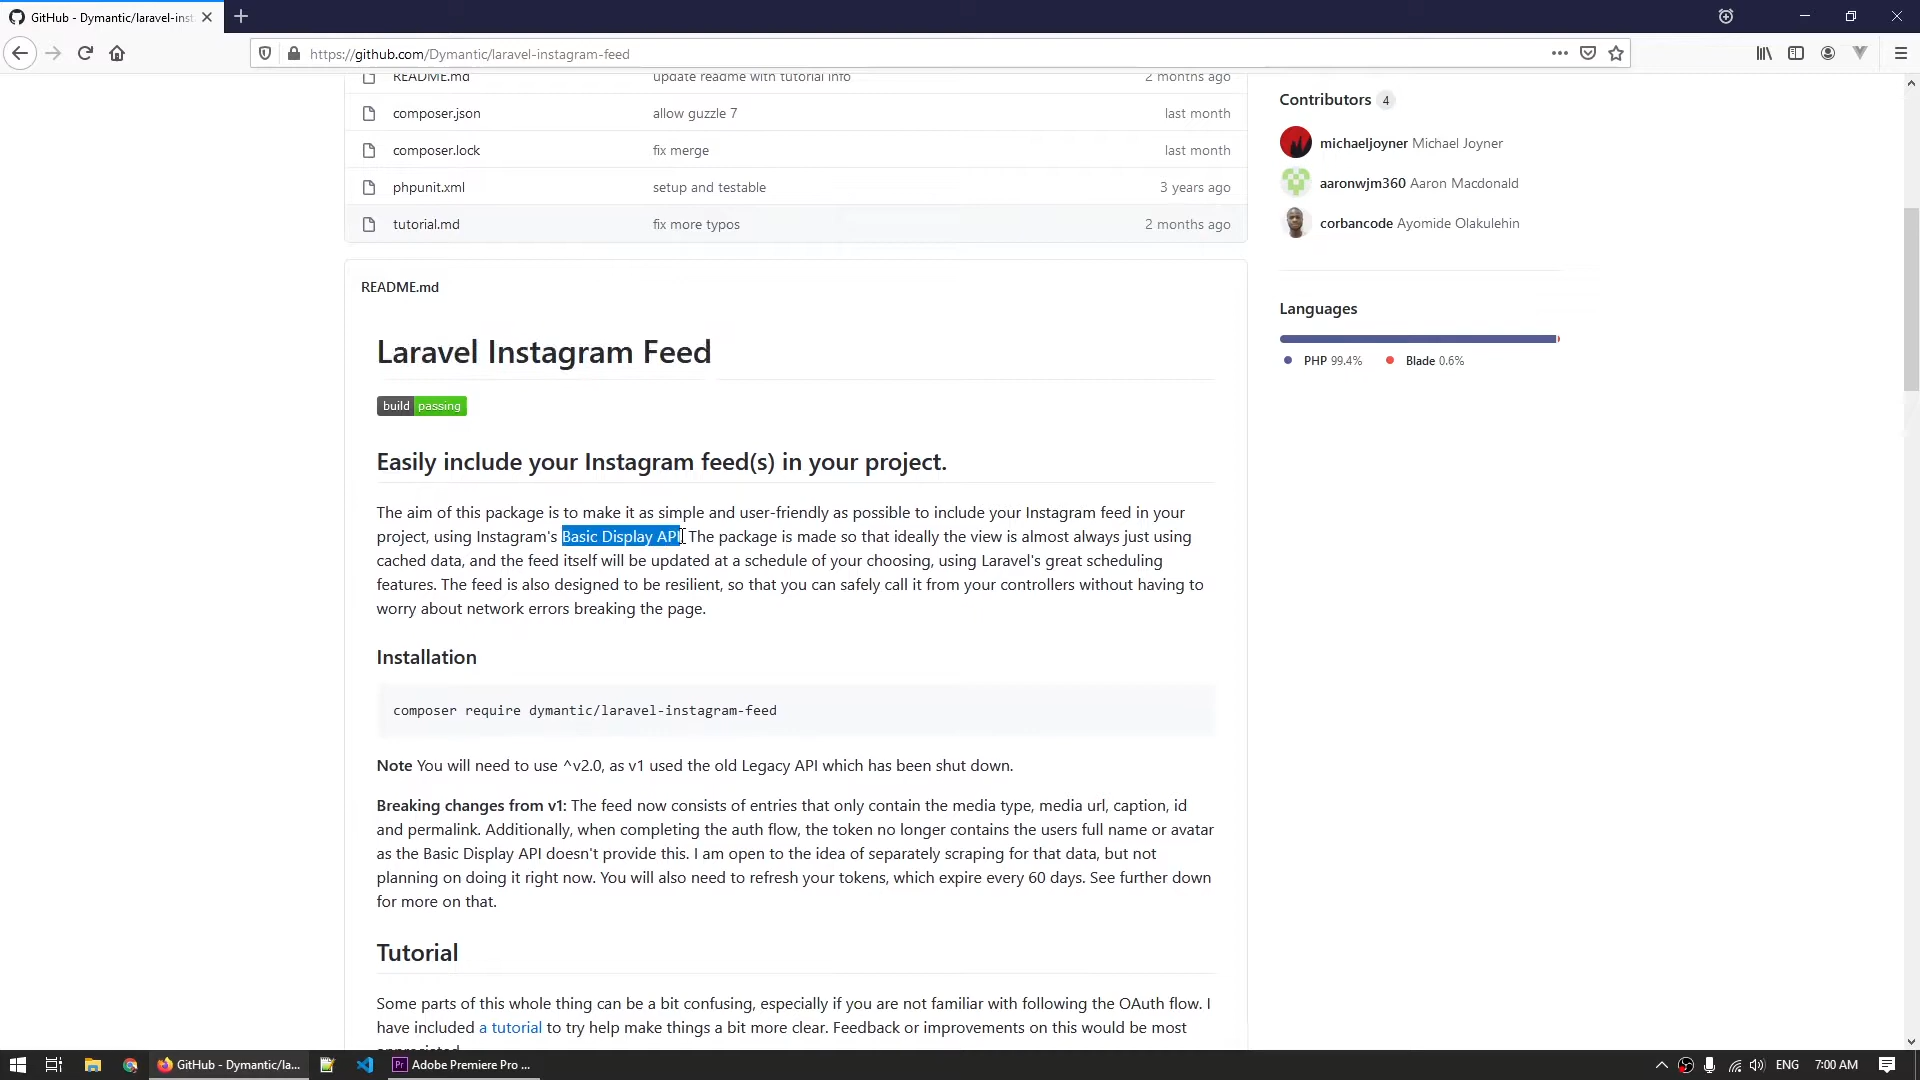 GitHub - Dymantic/laravel-inst
https://github.com/Dymantic/laravel-instagram-feed
README.md update readme with tutorial info 2 months ago
composer.json allow guzzle 7 last month
composer.lock fix merge last month
phpunit.xml setup and testable 3 years ago
tutorial.md fix more typos 2 months ago
Contributors 4
michaeljoyner Michael Joyner
aaronwjm360 Aaron Macdonald
corbancode Ayomide Olakulehin
Languages
PHP 99.4% Blade 0.6%
README.md
Laravel Instagram Feed
build passing
Easily include your Instagram feed(s) in your project.
The aim of this package is to make it as simple and user-friendly as possible to include your Instagram feed in your
project, using Instagram's Basic Display API. The package is made so that ideally the view is almost always just using
cached data, and the feed itself will be updated at a schedule of your choosing, using Laravel's great scheduling
features. The feed is also designed to be resilient, so that you can safely call it from your controllers without having to
worry about network errors breaking the page.
Installation
composer require dymantic/laravel-instagram-feed
Note You will need to use ^v2.0, as v1 used the old Legacy API which has been shut down.
Breaking changes from v1: The feed now consists of entries that only contain the media type, media url, caption, id
and permalink. Additionally, when completing the auth flow, the token no longer contains the users full name or avatar
as the Basic Display API doesn't provide this. I am open to the idea of separately scraping for that data, but not
planning on doing it right now. You will also need to refresh your tokens, which expire every 60 days. See further down
for more on that.
Tutorial
Some parts of this whole thing can be a bit confusing, especially if you are not familiar with following the OAuth flow. I
have included a tutorial to try help make things a bit more clear. Feedback or improvements on this would be most
GitHub - Dymantic/la...
Pr Adobe Premiere Pro ...
ENG 7:00 AM